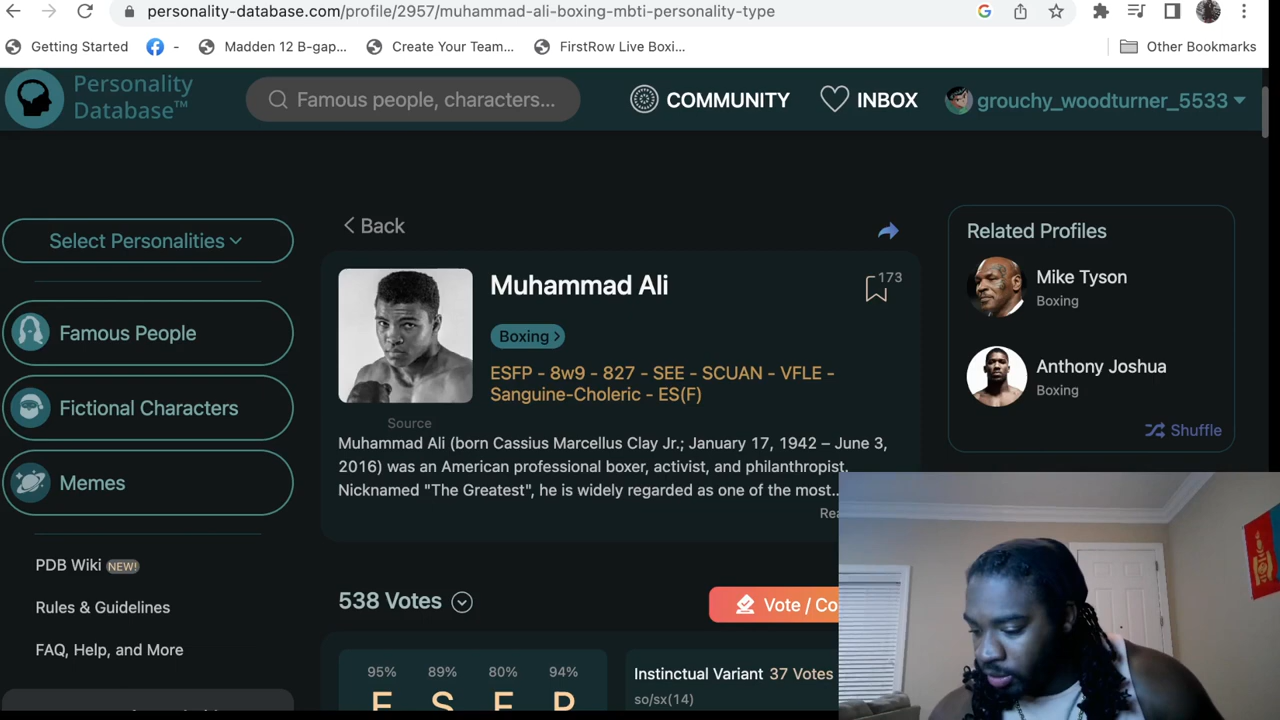 personality-database.com/profile/2957/muhammad-ali-boxing-mbti-personality-type
Getting Started
-
Madden 12 B-gap...
Create Your Team...
FirstRow Live Boxi...
Other Bookmarks
Personality
Database™
Famous people, characters...
COMMUNITY
INBOX
grouchy_woodturner_5533
Select Personalities
Famous People
Fictional Characters
Memes
PDB Wiki NEW!
Rules & Guidelines
FAQ, Help, and More
Back
Muhammad Ali
173
Boxing >
ESFP - 8w9 - 827 - SEE - SCUAN - VFLE -
Sanguine-Choleric - ES(F)
Source
Muhammad Ali (born Cassius Marcellus Clay Jr.; January 17, 1942 – June 3,
2016) was an American professional boxer, activist, and philanthropist.
Nicknamed "The Greatest", he is widely regarded as one of the most...
538 Votes
Vote / Co
95% 89% 80% 94%
E S F P
Instinctual Variant 37 Votes
so/sx(14)
Related Profiles
Mike Tyson
Boxing
Anthony Joshua
Boxing
Shuffle